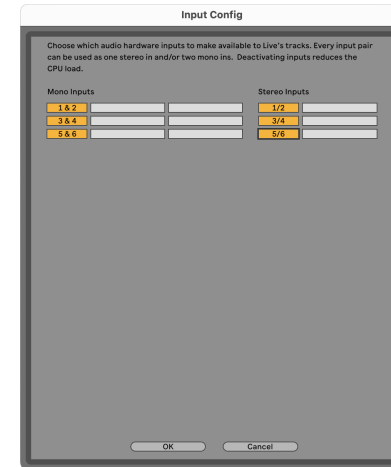 Input Config
Choose which audio hardware inputs to make available to Live's tracks. Every input pair
can be used as one stereo in and/or two mono ins. Deactivating inputs reduces the
CPU load.
Mono Inputs Stereo Inputs
1 & 2 1/2
3 & 4 3/4
5 & 6 5/6
OK Cancel